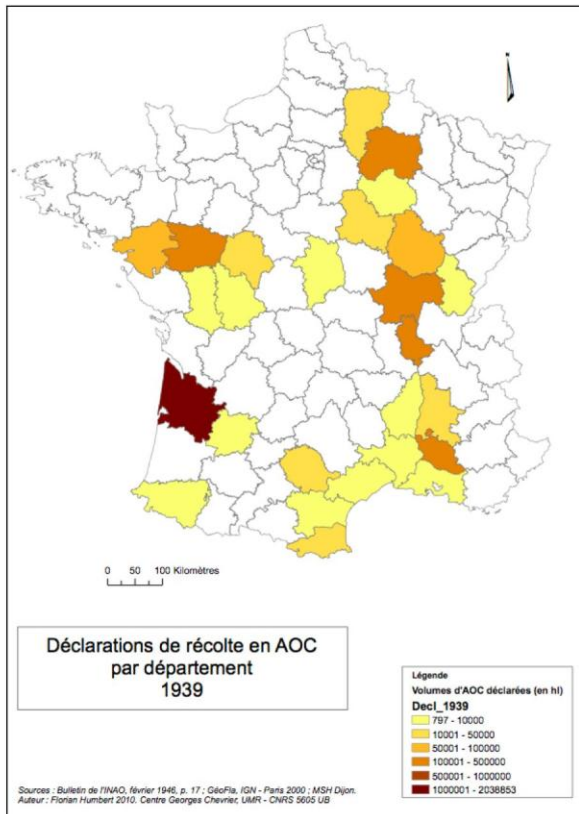 N
0 50 100 Kilomètres
Déclarations de récolte en AOC
par département
1939
Légende
Volumes d'AOC déclarées (en hl)
Decl_1939
797 - 10000
10001 - 50000
50001 - 100000
100001 - 500000
500001 - 1000000
1000001 - 2038853
Sources : Bulletin de l'INAO, février 1946, p. 17 ; GéoFla, IGN - Paris 2000 ; MSH Dijon.
Auteur : Florian Humbert 2010. Centre Georges Chevrier, UMR - CNRS 5605 UB